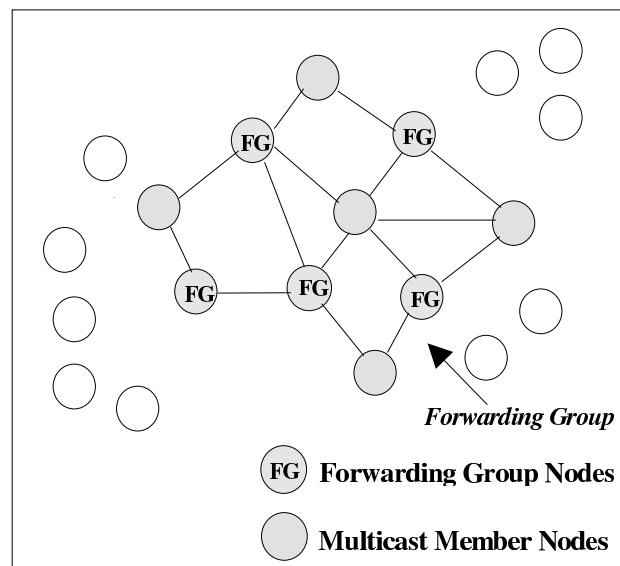 FG
FG
FG
FG
FG
Forwarding Group
FG Forwarding Group Nodes
Multicast Member Nodes